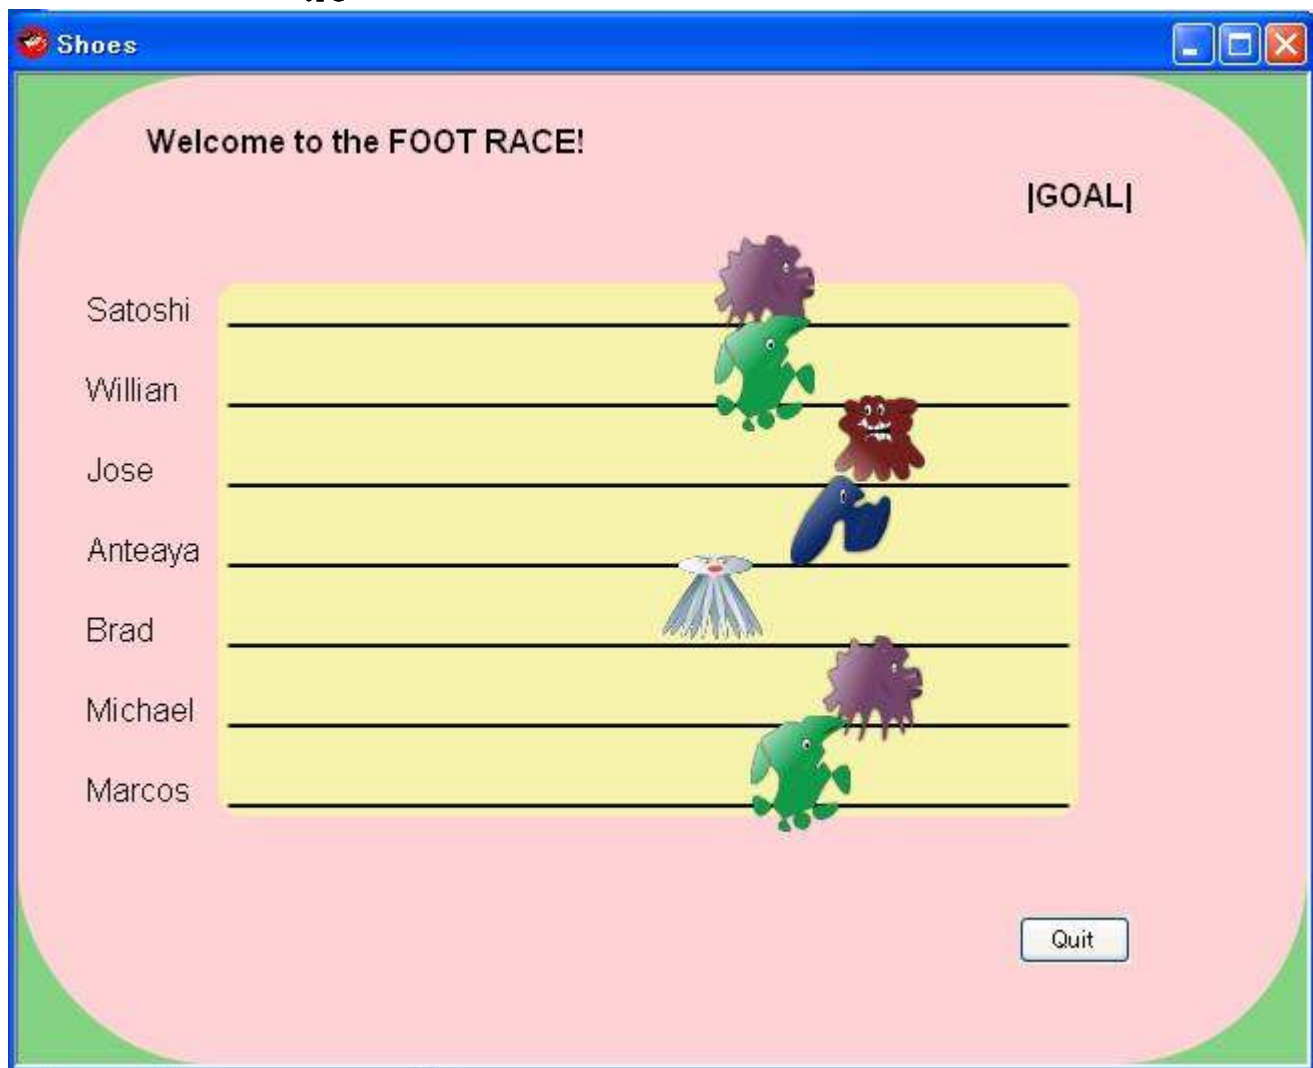 Shoes
Welcome to the FOOT RACE!
|GOAL|
Satoshi
Willian
Jose
Anteaya
Brad
Michael
Marcos
Quit